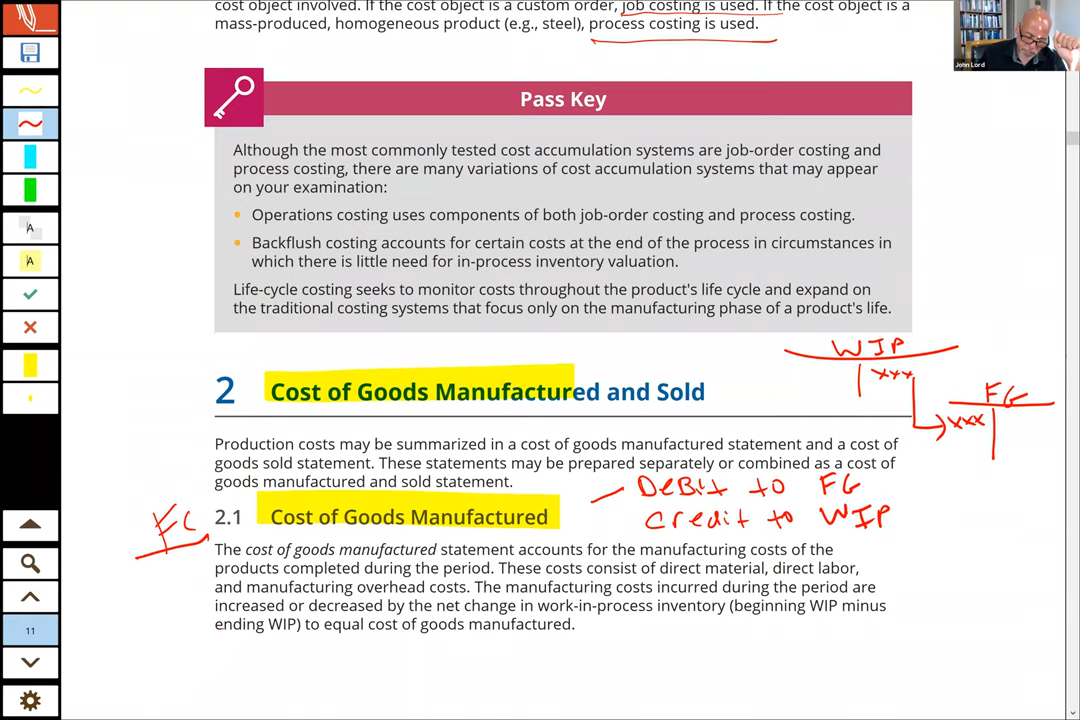 cost object involved. If the cost object is a custom order, job costing is used. If the cost object is a
mass-produced, homogeneous product (e.g., steel), process costing is used.
John Lord
Pass Key
Although the most commonly tested cost accumulation systems are job-order costing and
process costing, there are many variations of cost accumulation systems that may appear
on your examination:
• Operations costing uses components of both job-order costing and process costing.
• Backflush costing accounts for certain costs at the end of the process in circumstances in
which there is little need for in-process inventory valuation.
Life-cycle costing seeks to monitor costs throughout the product's life cycle and expand on
the traditional costing systems that focus only on the manufacturing phase of a product's life.
WIP
xxx
FG
xxx
2 Cost of Goods Manufactured and Sold
Production costs may be summarized in a cost of goods manufactured statement and a cost of
goods sold statement. These statements may be prepared separately or combined as a cost of
goods manufactured and sold statement.
DeBit to FG
2.1 Cost of Goods Manufactured
credit to WIP
The cost of goods manufactured statement accounts for the manufacturing costs of the
products completed during the period. These costs consist of direct material, direct labor,
and manufacturing overhead costs. The manufacturing costs incurred during the period are
increased or decreased by the net change in work-in-process inventory (beginning WIP minus
ending WIP) to equal cost of goods manufactured.
A
A
11